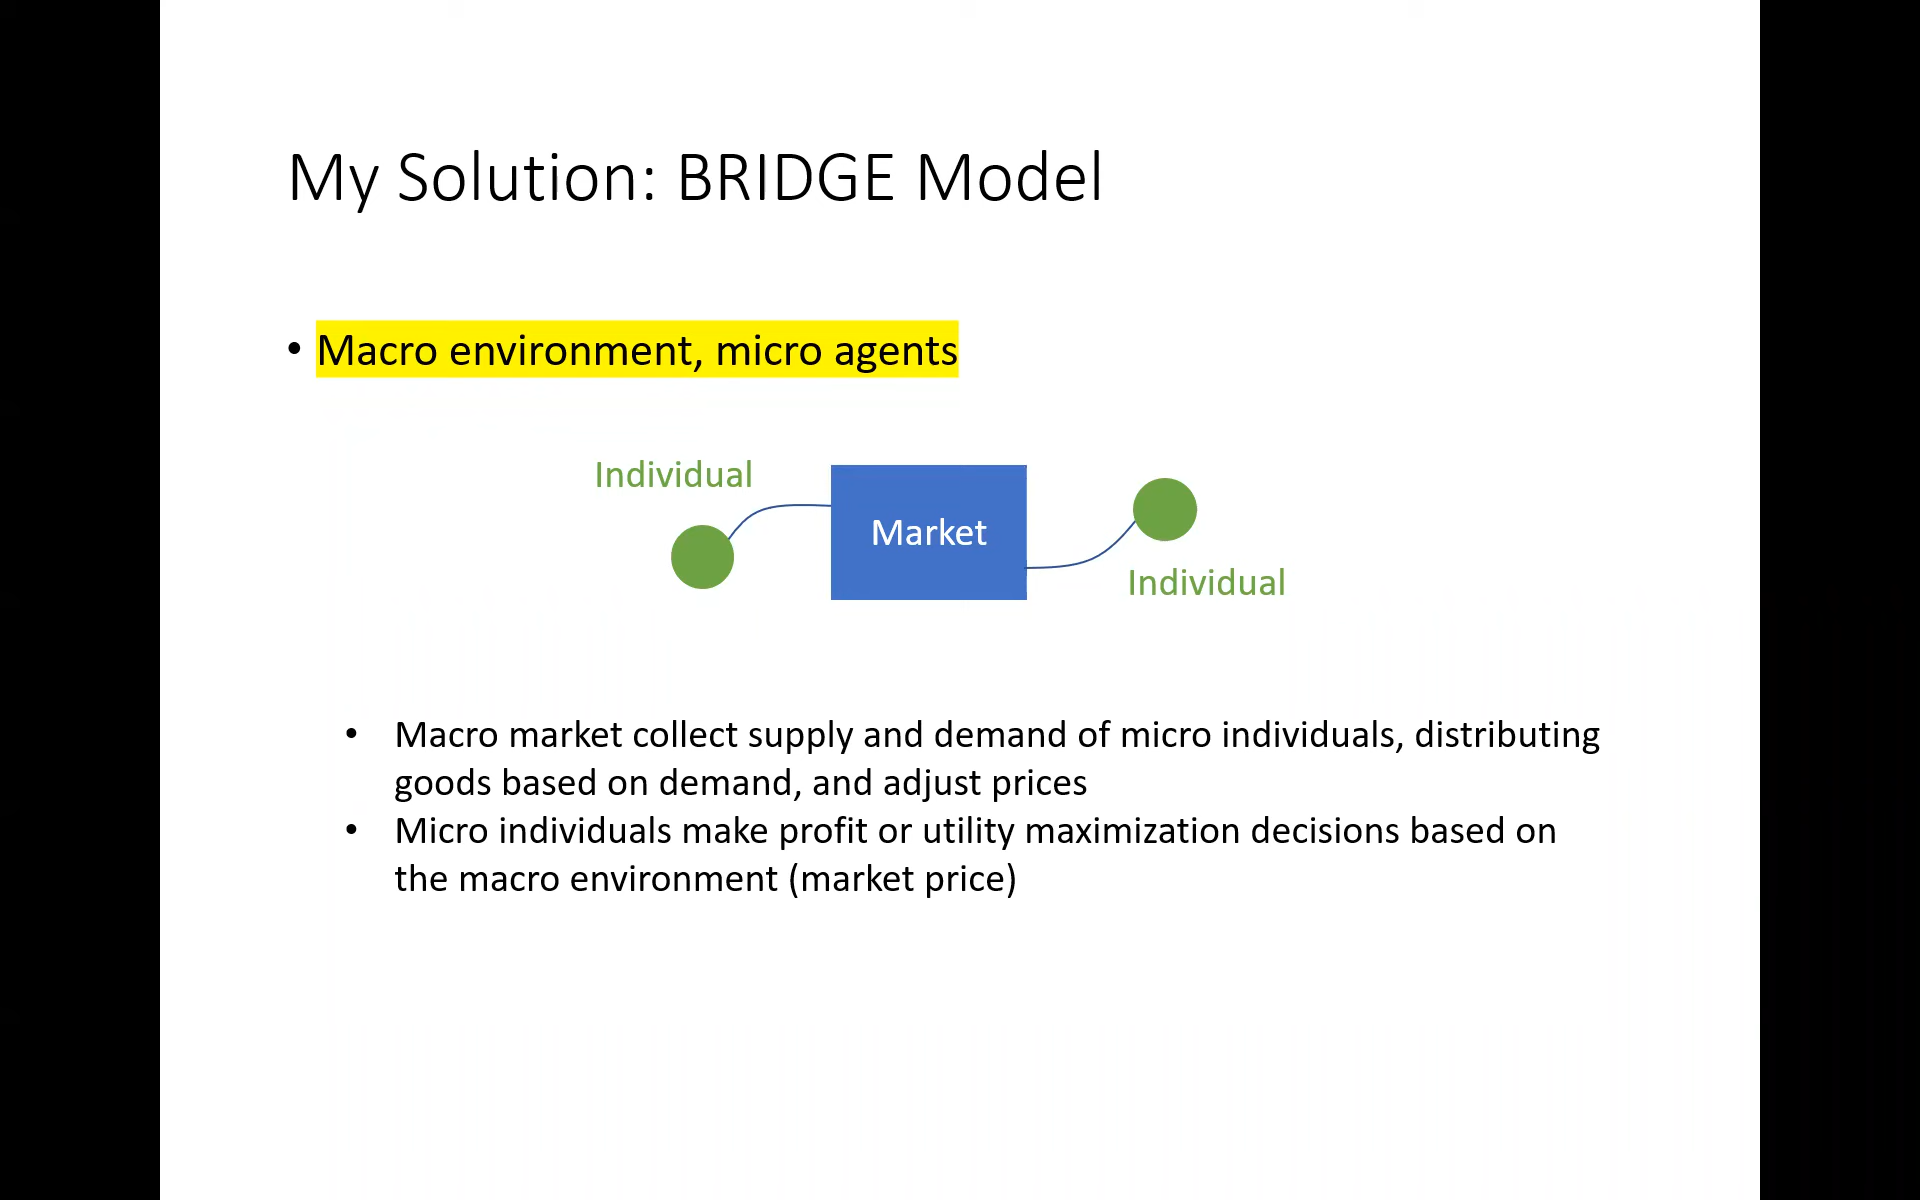 My Solution: BRIDGE Model
• Macro environment, micro agents
Individual
Market
Individual
• Macro market collect supply and demand of micro individuals, distributing
goods based on demand, and adjust prices
• Micro individuals make profit or utility maximization decisions based on
the macro environment (market price)